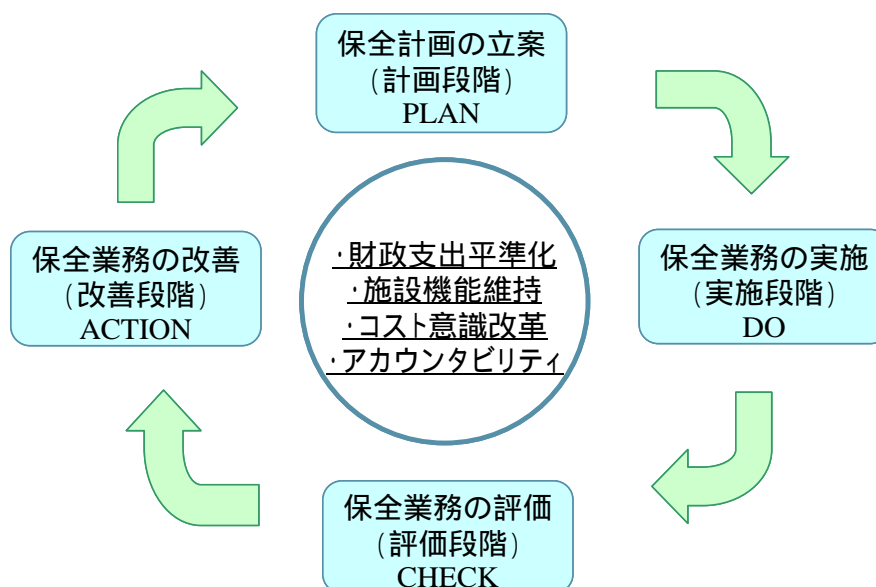 保全計画の立案
(計画段階)
PLAN
保全業務の改善
(改善段階)
ACTION
・財政支出平準化
・施設機能維持
・コスト意識改革
・アカウンタビリティ
保全業務の実施
(実施段階)
DO
保全業務の評価
(評価段階)
CHECK